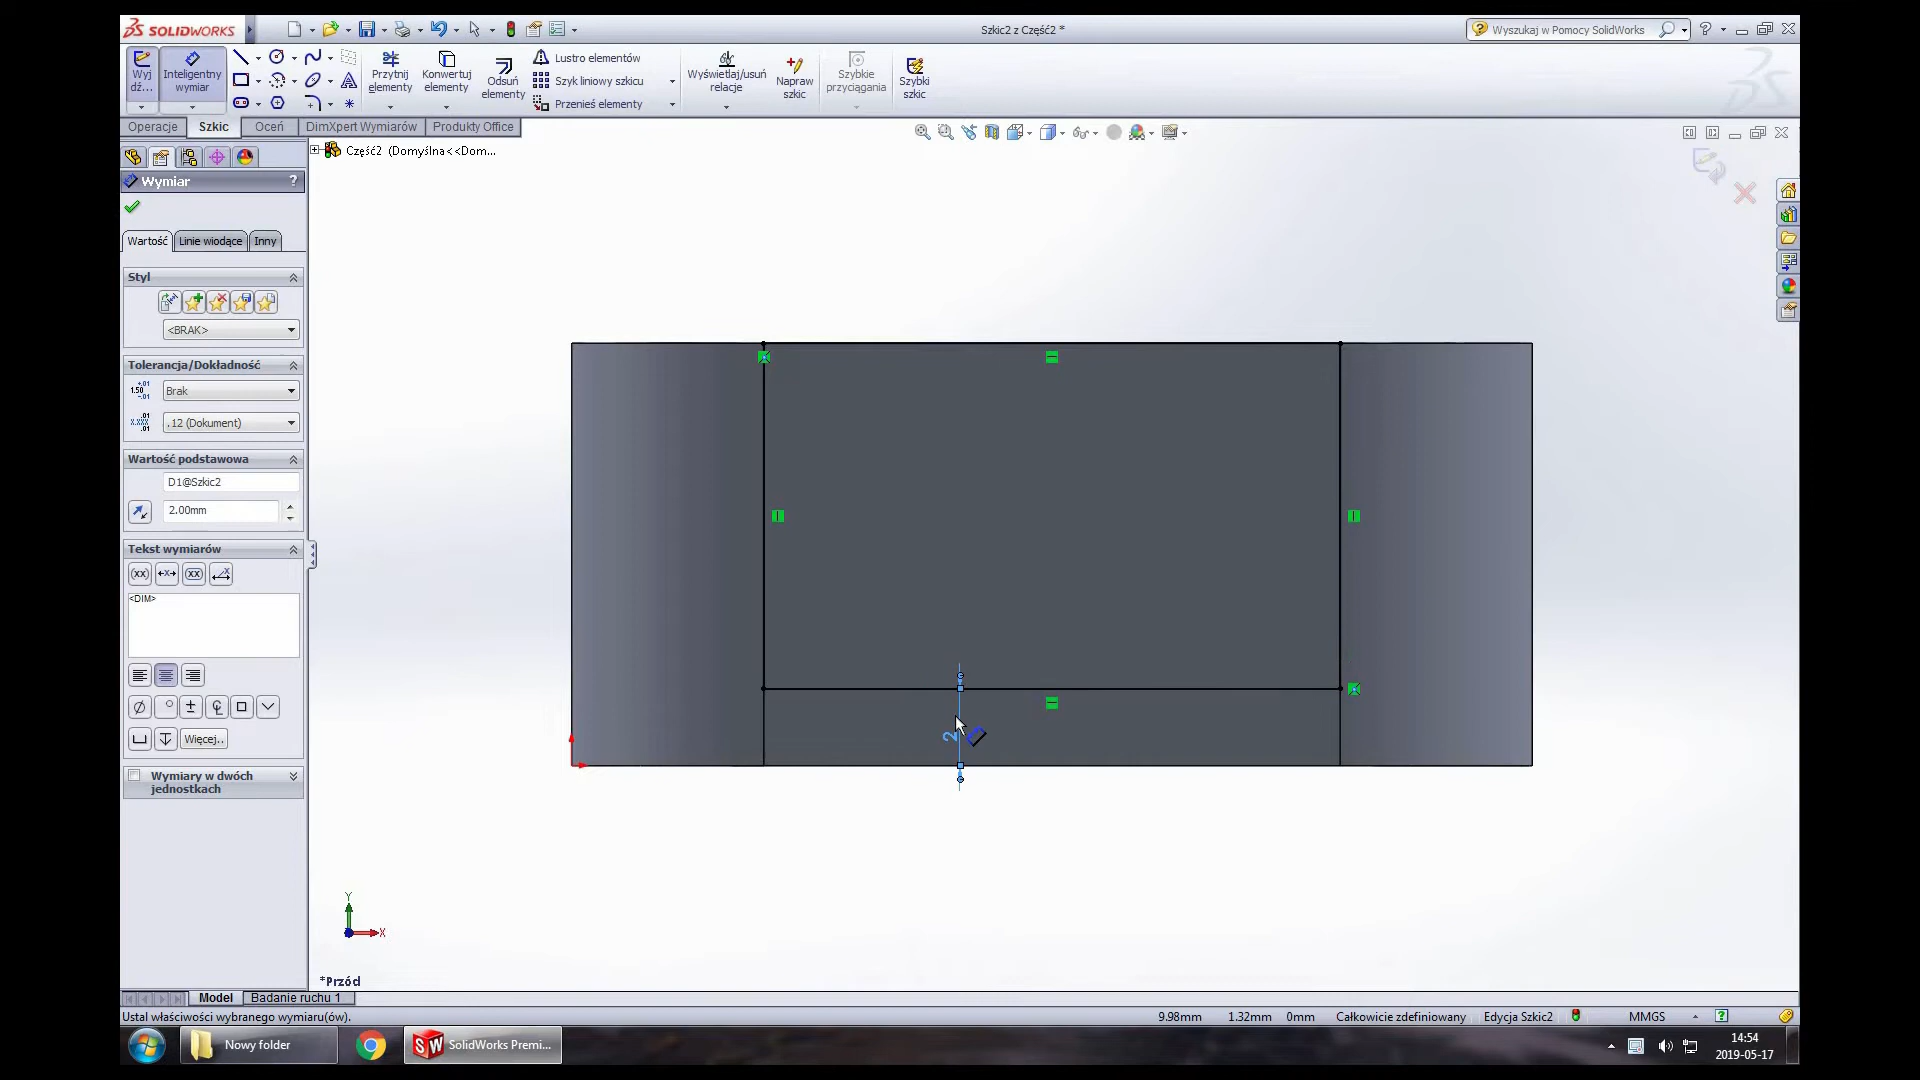 SOLIDWORKS
Szkic2 z Część2 *
Wyszukaj w Pomocy SolidWorks
?
Wyj
dź...
Inteligentny
wymiar
Przytnij
elementy
Konwertuj
elementy
Odsuń
elementy
Lustro elementów
Szyk liniowy szkicu
Przenieś elementy
Wyświetlaj/usuń
relacje
Napraw
szkic
Szybkie
przyciągania
Szybki
szkic
Operacje
Szkic
Oceń
DimXpert Wymiarów
Produkty Office
Część2 (Domyślna<<Dom...
Wymiar
?
Wartość
Linie wiodące
Inny
Styl
<BRAK>
Tolerancja/Dokładność
Brak
.12 (Dokument)
Wartość podstawowa
D1@Szkic2
2.00mm
Tekst wymiarów
<DIM>
Więcej..
Wymiary w dwóch
jednostkach
2
Y
X
*Przód
Model
Badanie ruchu 1
Ustal właściwości wybranego wymiaru(ów).
9.98mm
1.32mm
0mm
Całkowicie zdefiniowany
Edycja Szkic2
MMGS
Nowy folder
SolidWorks Premi...
14:54
2019-05-17